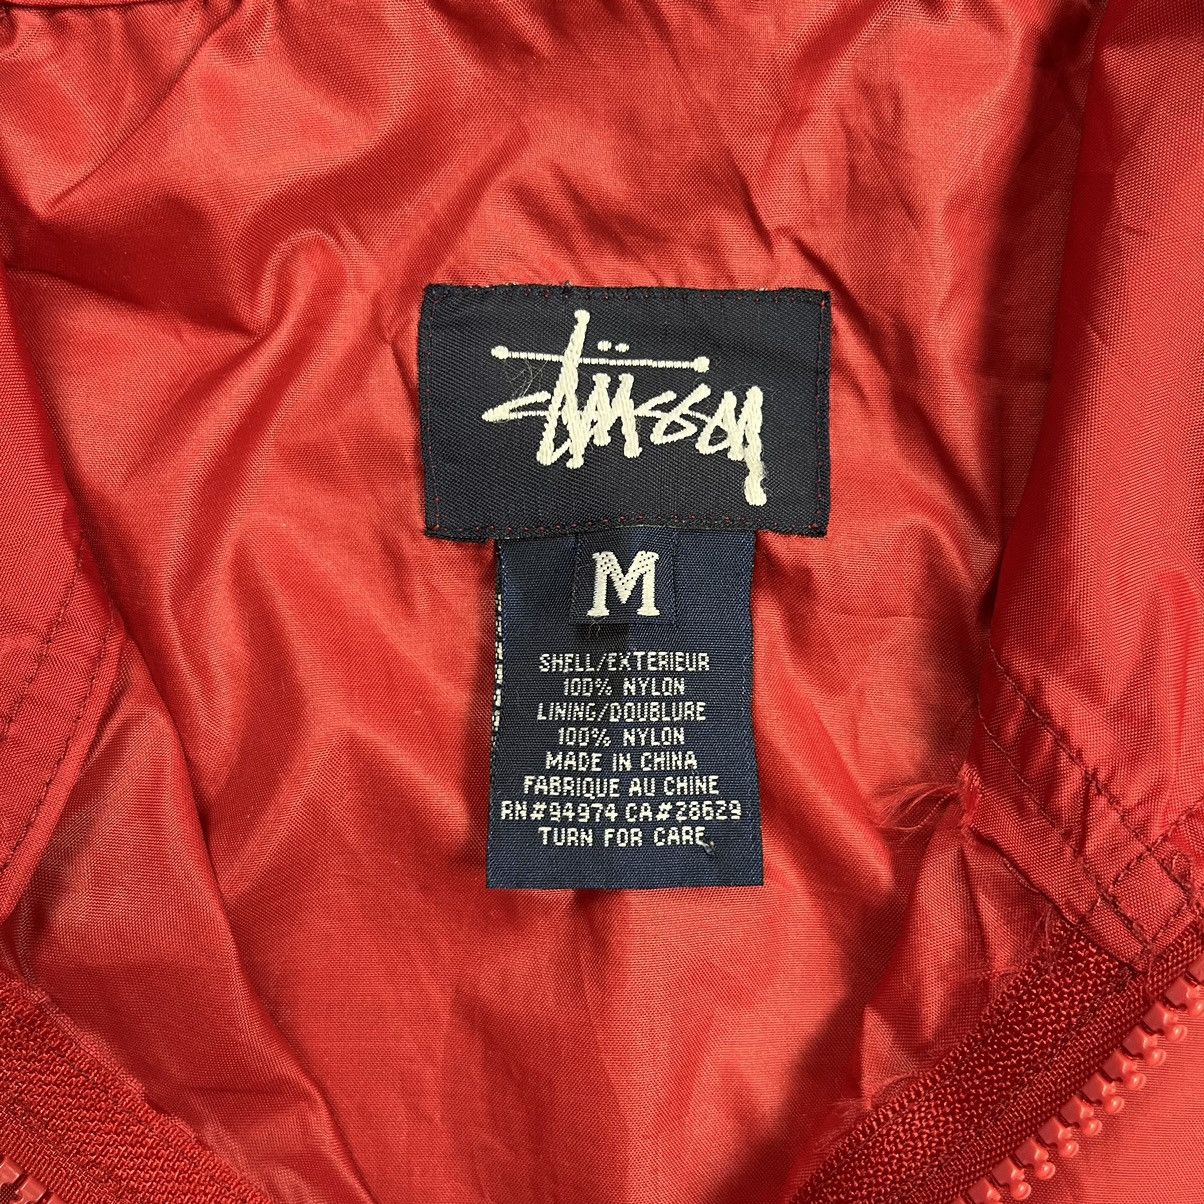 Stüssy
M
SHELL/EXTERIEUR
100% NYLON
LINING/DOUBLURE
100% NYLON
MADE IN CHINA
FABRIQUE AU CHINE
RN#94974 CA#28629
TURN FOR CARE